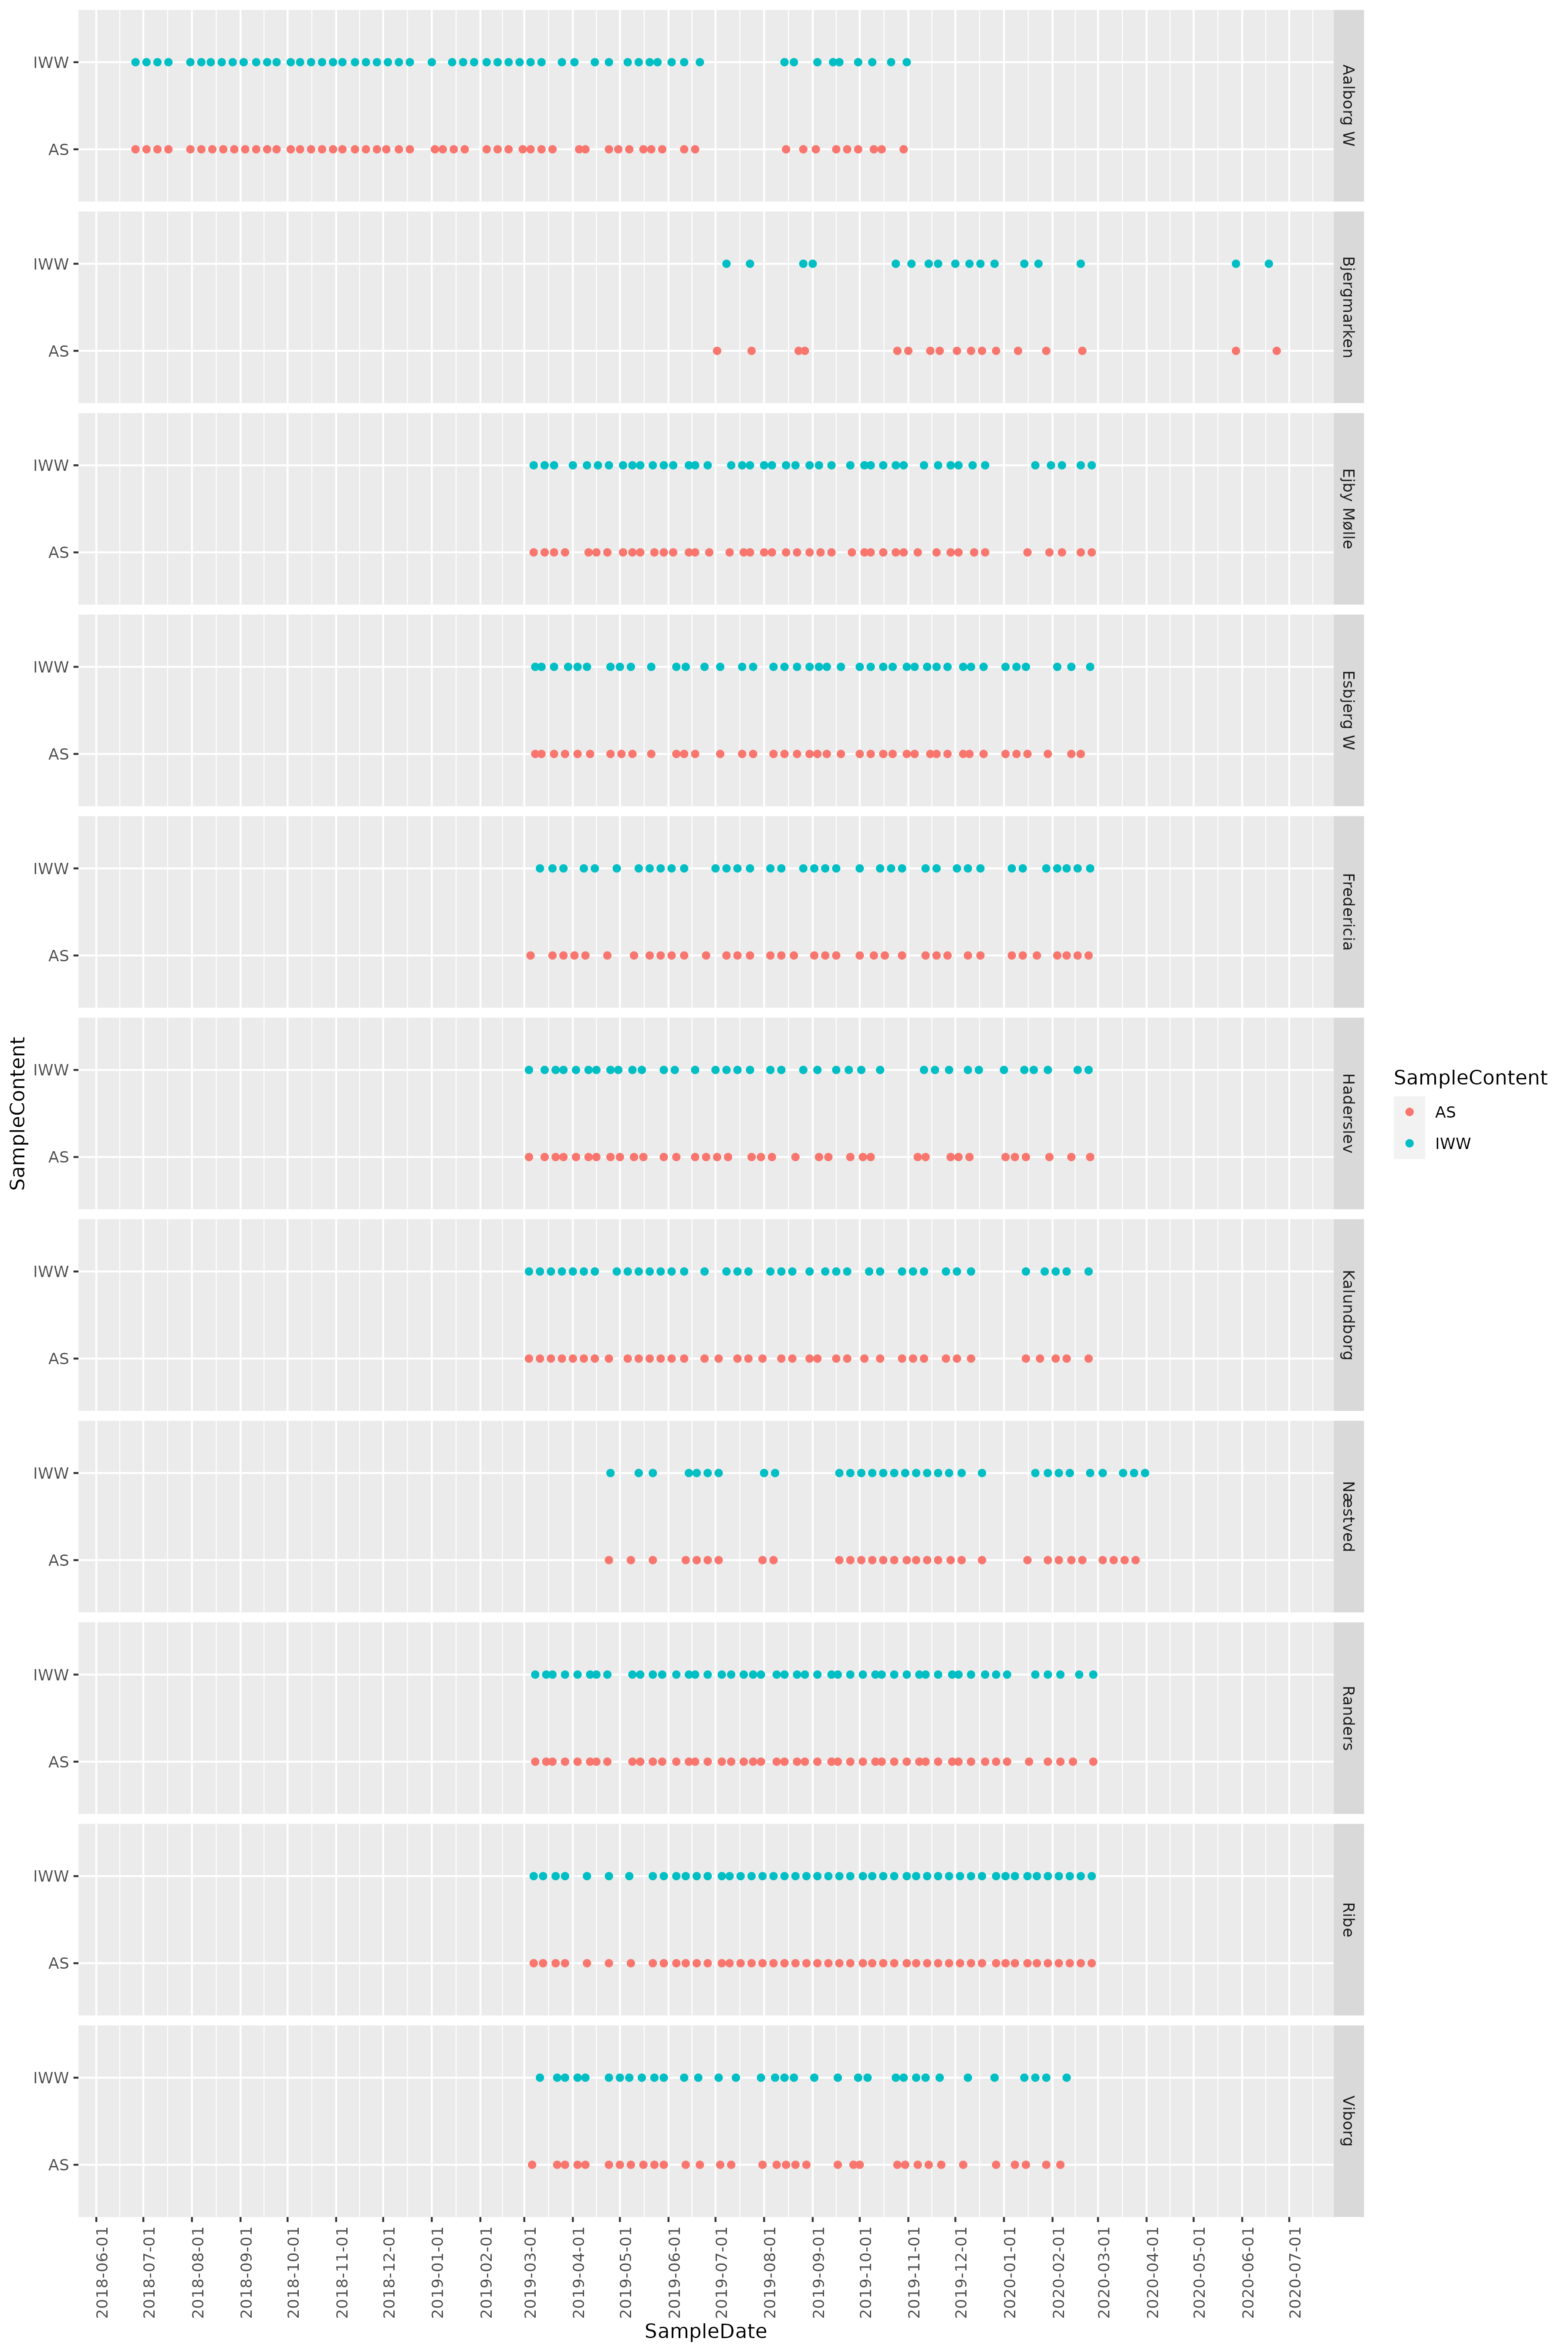 IWW
AS
Aalborg W
IWW
AS
Bjergmarken
IWW
AS
Ejby Mølle
IWW
AS
Esbjerg W
IWW
AS
Fredericia
IWW
AS
Haderslev
IWW
AS
Kalundborg
IWW
AS
Næstved
IWW
AS
Randers
IWW
AS
Ribe
IWW
AS
Viborg
SampleContent
2018-06-01
2018-07-01
2018-08-01
2018-09-01
2018-10-01
2018-11-01
2018-12-01
2019-01-01
2019-02-01
2019-03-01
2019-04-01
2019-05-01
2019-06-01
2019-07-01
2019-08-01
2019-09-01
2019-10-01
2019-11-01
2019-12-01
2020-01-01
2020-02-01
2020-03-01
2020-04-01
2020-05-01
2020-06-01
2020-07-01
SampleDate
SampleContent
AS
IWW